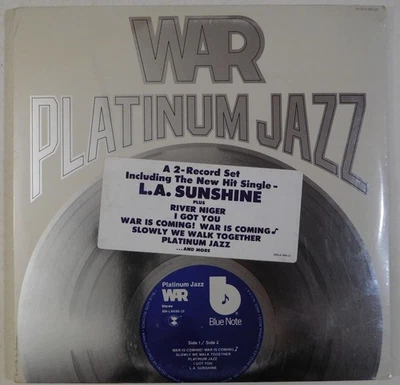 WAR
PLATINUM JAZZ
A 2-Record Set
Including The New Hit Single–
L.A. SUNSHINE
PLUS
RIVER NIGER
I GOT YOU
WAR IS COMING! WAR IS COMING♪
SLOWLY WE WALK TOGETHER
PLATINUM JAZZ
...AND MORE
Platinum Jazz
WAR
Stereo
Blue Note
Side 1 / Side 2
WAR IS COMING! WAR IS COMING♪
SLOWLY WE WALK TOGETHER
PLATINUM JAZZ
I GOT YOU
L.A. SUNSHINE